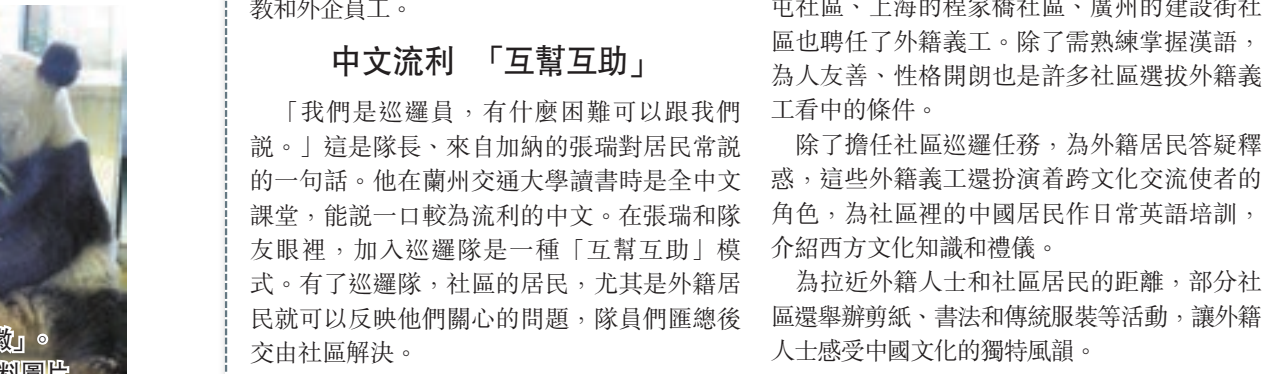 教和外企員工。
中文流利　「互幫互助」
「我們是巡邏員，有什麼困難可以跟我們
說。」這是隊長、來自加納的張瑞對居民常說
的一句話。他在蘭州交通大學讀書時是全中文
課堂，能說一口較為流利的中文。在張瑞和隊
友眼裡，加入巡邏隊是一種「互幫互助」模
式。有了巡邏隊，社區的居民，尤其是外籍居
民就可以反映他們關心的問題，隊員們匯總後
交由社區解決。
屯社區、上海的程家橋社區、廣州的建設街社
區也聘任了外籍義工。除了需熟練掌握漢語，
為人友善、性格開朗也是許多社區選拔外籍義
工看中的條件。
除了擔任社區巡邏任務，為外籍居民答疑釋
惑，這些外籍義工還扮演着跨文化交流使者的
角色，為社區裡的中國居民作日常英語培訓，
介紹西方文化知識和禮儀。
為拉近外籍人士和社區居民的距離，部分社
區還舉辦剪紙、書法和傳統服裝等活動，讓外籍
人士感受中國文化的獨特風韻。
徽」。
料圖片